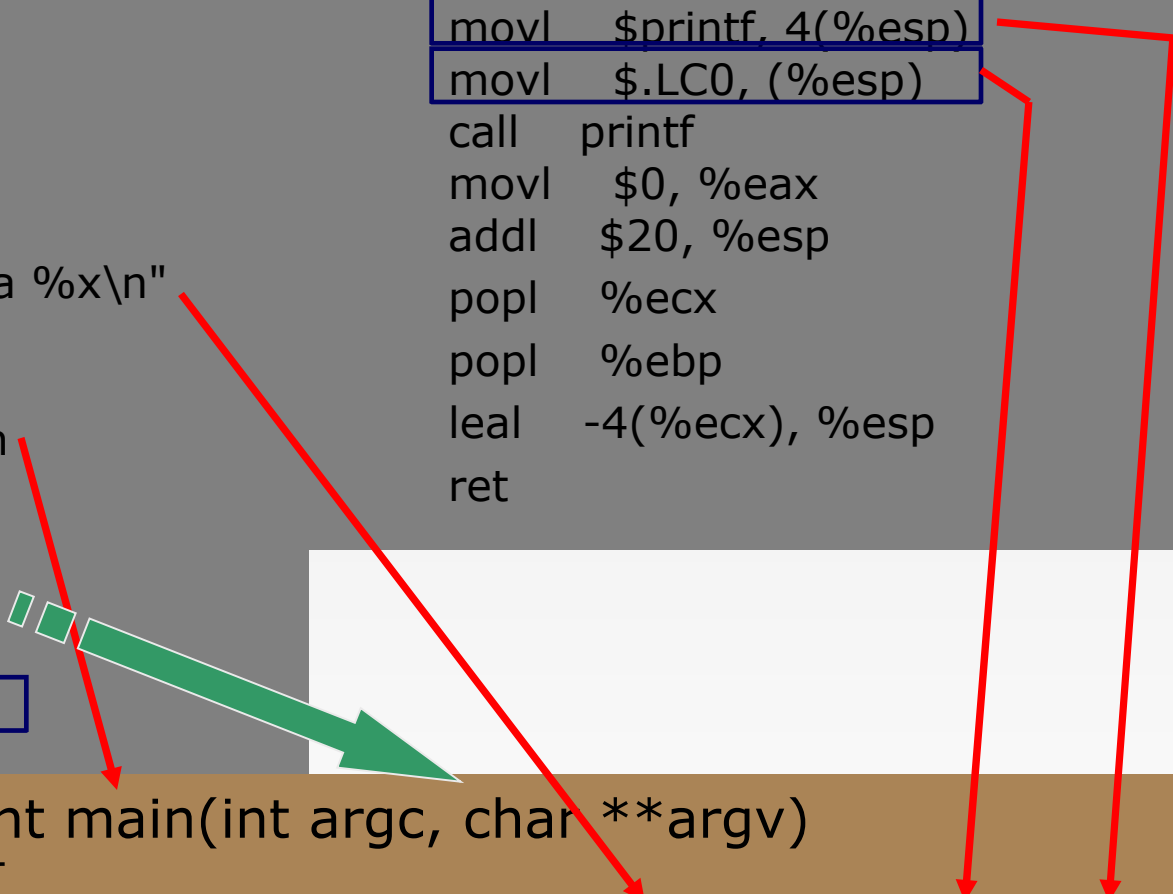 movl $printf, 4(%esp)
movl $.LC0, (%esp)
call printf
movl $0, %eax
addl $20, %esp
a %x\n"
popl %ecx
popl %ebp
leal -4(%ecx), %esp
ret
nt main(int argc, char **argv)